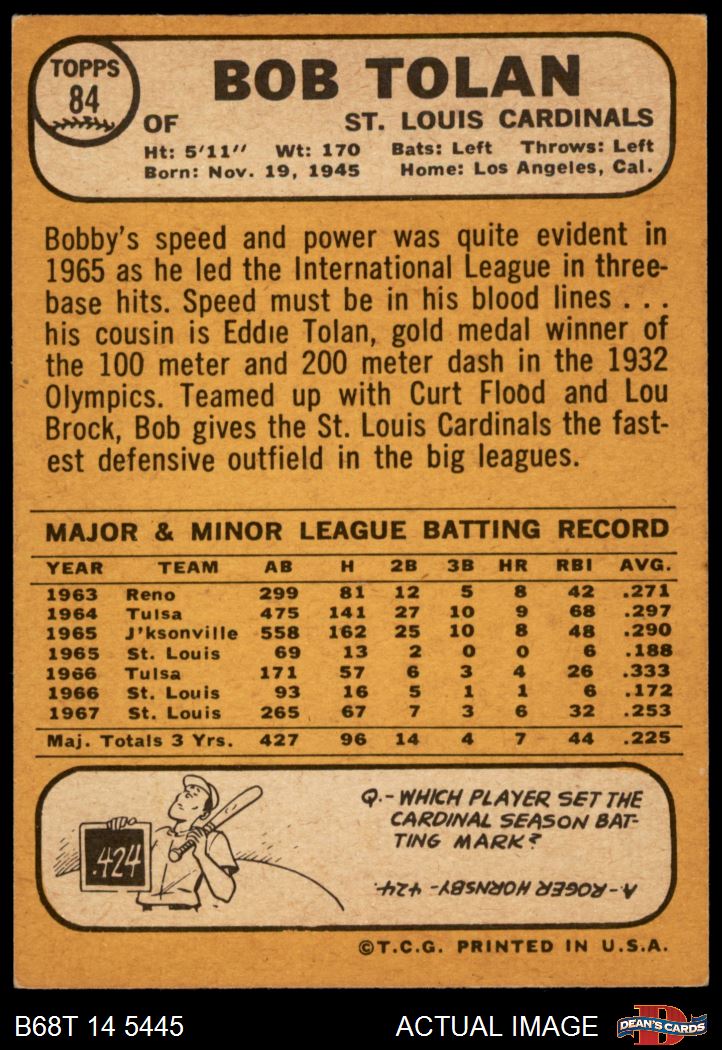 TOPPS
84
BOB TOLAN
OF ST. LOUIS CARDINALS
Ht: 5'11" Wt: 170 Bats: Left Throws: Left
Born: Nov. 19, 1945 Home: Los Angeles, Cal.
Bobby's speed and power was quite evident in
1965 as he led the International League in three-
base hits. Speed must be in his blood lines . . .
his cousin is Eddie Tolan, gold medal winner of
the 100 meter and 200 meter dash in the 1932
Olympics. Teamed up with Curt Flood and Lou
Brock, Bob gives the St. Louis Cardinals the fast-
est defensive outfield in the big leagues.
MAJOR & MINOR LEAGUE BATTING RECORD
YEAR TEAM AB H 2B 3B HR RBI AVG.
1963 Reno 299 81 12 5 8 42 .271
1964 Tulsa 475 141 27 10 9 68 .297
1965 J'ksonville 558 162 25 10 8 48 .290
1965 St. Louis 69 13 2 0 0 6 .188
1966 Tulsa 171 57 6 3 4 26 .333
1966 St. Louis 93 16 5 1 1 6 .172
1967 St. Louis 265 67 7 3 6 32 .253
Maj. Totals 3 Yrs. 427 96 14 4 7 44 .225
.424
Q.- WHICH PLAYER SET THE
CARDINAL SEASON BAT-
TING MARK?
A- ROGER HORNSBY- 424.
©T.C.G. PRINTED IN U.S.A.
B68T 14 5445 ACTUAL IMAGE D DEAN'S CARDS